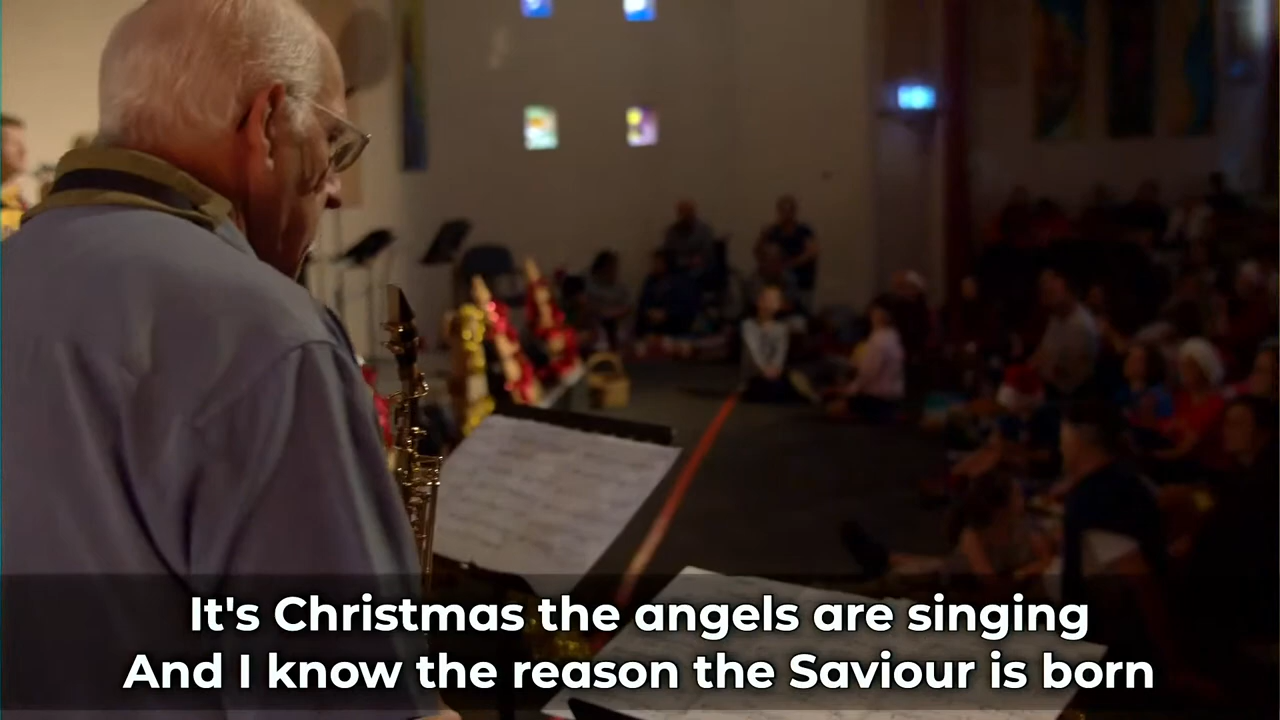 It's Christmas the angels are singing
And I know the reason the Saviour is born